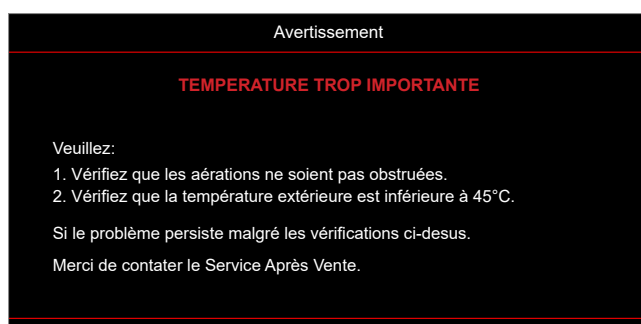 Avertissement
TEMPERATURE TROP IMPORTANTE
Veuillez:
1. Vérifiez que les aérations ne soient pas obstruées.
2. Vérifiez que la température extérieure est inférieure à 45°C.
Si le problème persiste malgré les vérifications ci-desus.
Merci de contater le Service Après Vente.